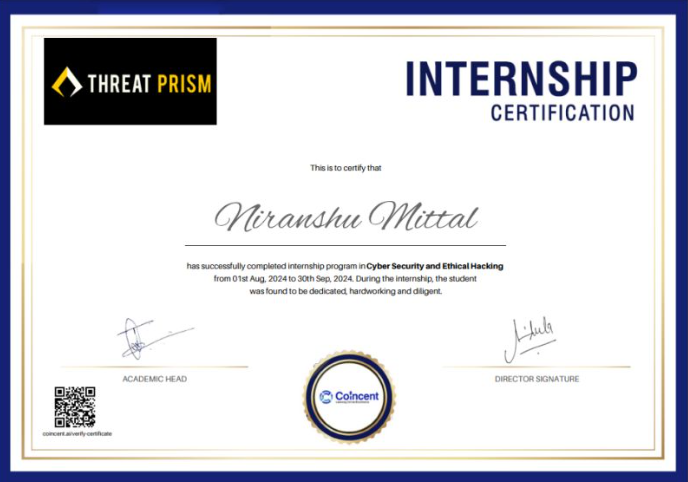 THREAT PRISM
INTERNSHIP
CERTIFICATION
This is to certify that
Niranshu Mittal
has successfully completed internship program in Cyber Security and Ethical Hacking
from 01st Aug, 2024 to 30th Sep, 2024. During the internship, the student
was found to be dedicated, hardworking and diligent.
ACADEMIC HEAD
DIRECTOR SIGNATURE
Coincent
coincent.ai/verify-certificate